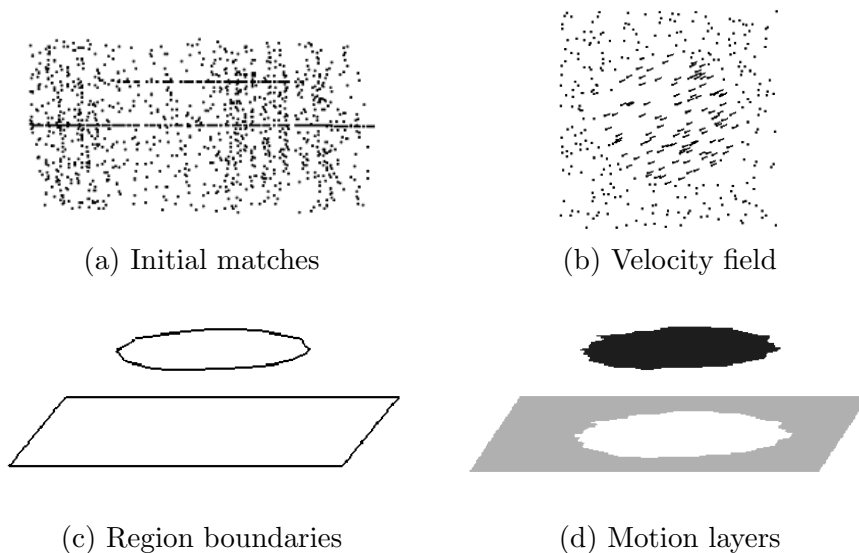 (a) Initial matches
(b) Velocity field
(c) Region boundaries
(d) Motion layers